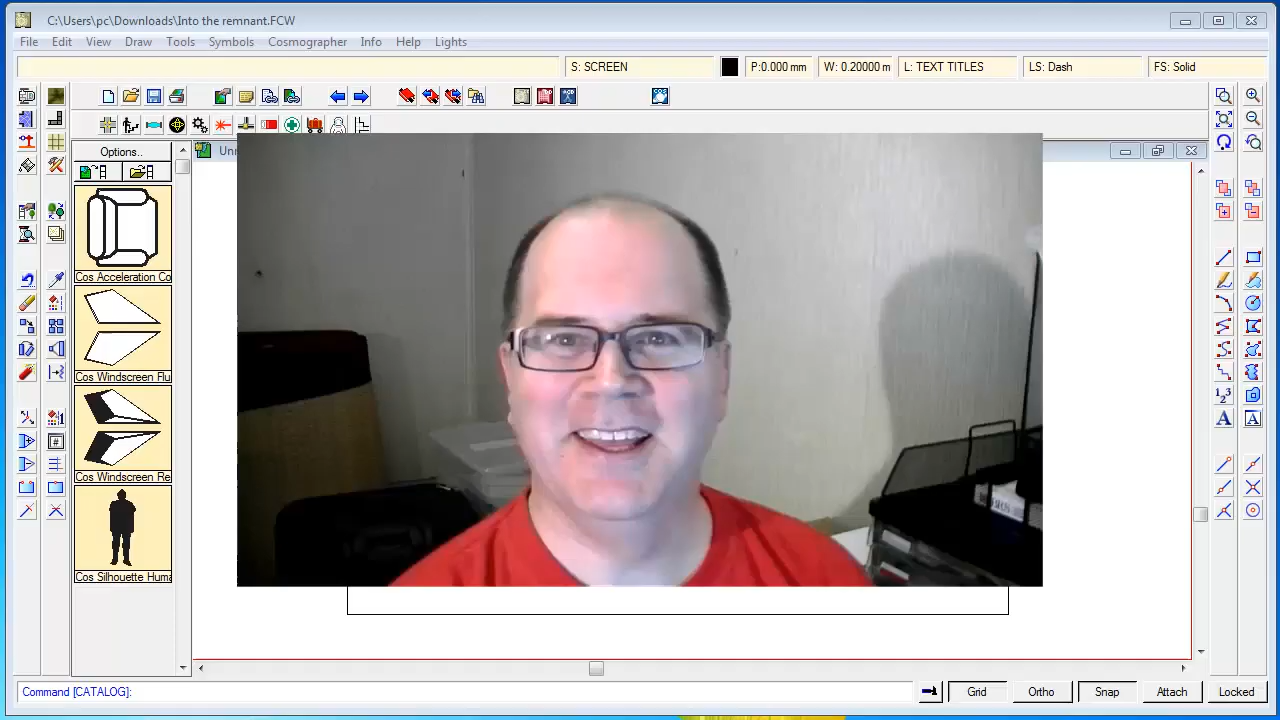 C:\Users\pc\Downloads\Into the remnant.FCW
File Edit View Draw Tools Symbols Cosmographer Info Help Lights
S: SCREEN P:0.000 mm W: 0.20000 m L: TEXT TITLES LS: Dash FS: Solid
Options..
Cos Acceleration Co
Cos Windscreen Flu
Cos Windscreen Re
Cos Silhouette Huma
Command [CATALOG]:
Grid Ortho Snap Attach Locked